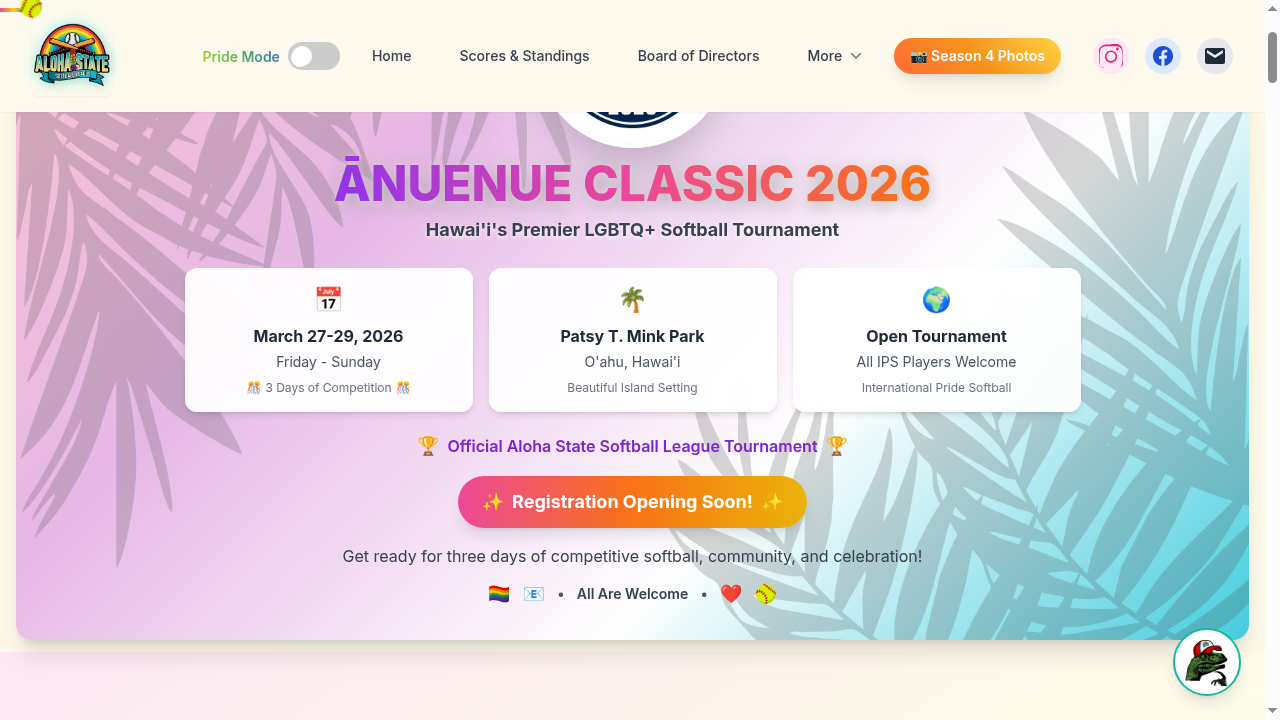 ALOHA STATE
Pride Mode
Home
Scores & Standings
Board of Directors
More
📸 Season 4 Photos
ĀNUENUE CLASSIC 2026
Hawai'i's Premier LGBTQ+ Softball Tournament
March 27-29, 2026
Friday - Sunday
🎊 3 Days of Competition 🎊
Patsy T. Mink Park
O'ahu, Hawai'i
Beautiful Island Setting
Open Tournament
All IPS Players Welcome
International Pride Softball
🏆 Official Aloha State Softball League Tournament 🏆
✨ Registration Opening Soon! ✨
Get ready for three days of competitive softball, community, and celebration!
🏳️‍🌈 📧 • All Are Welcome • ❤️ 🥎